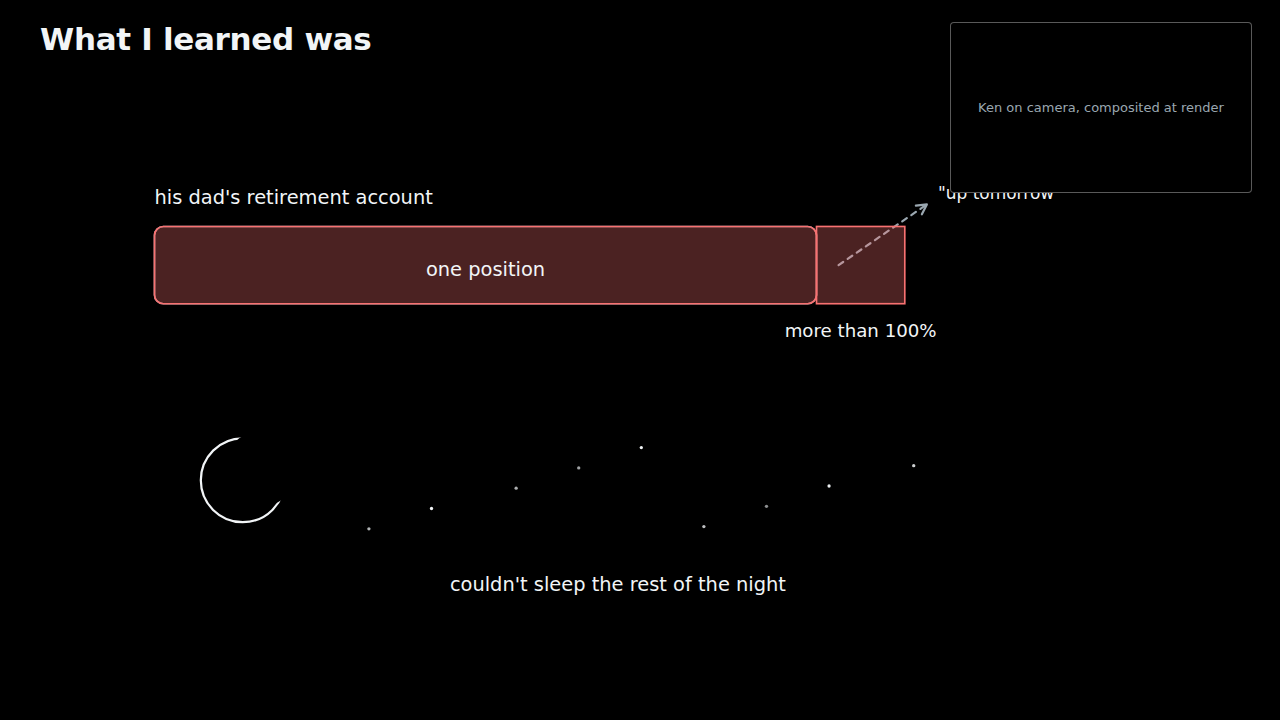 What I learned was
Ken on camera, composited at render
"up tomorrow
his dad's retirement account
one position
more than 100%
couldn't sleep the rest of the night